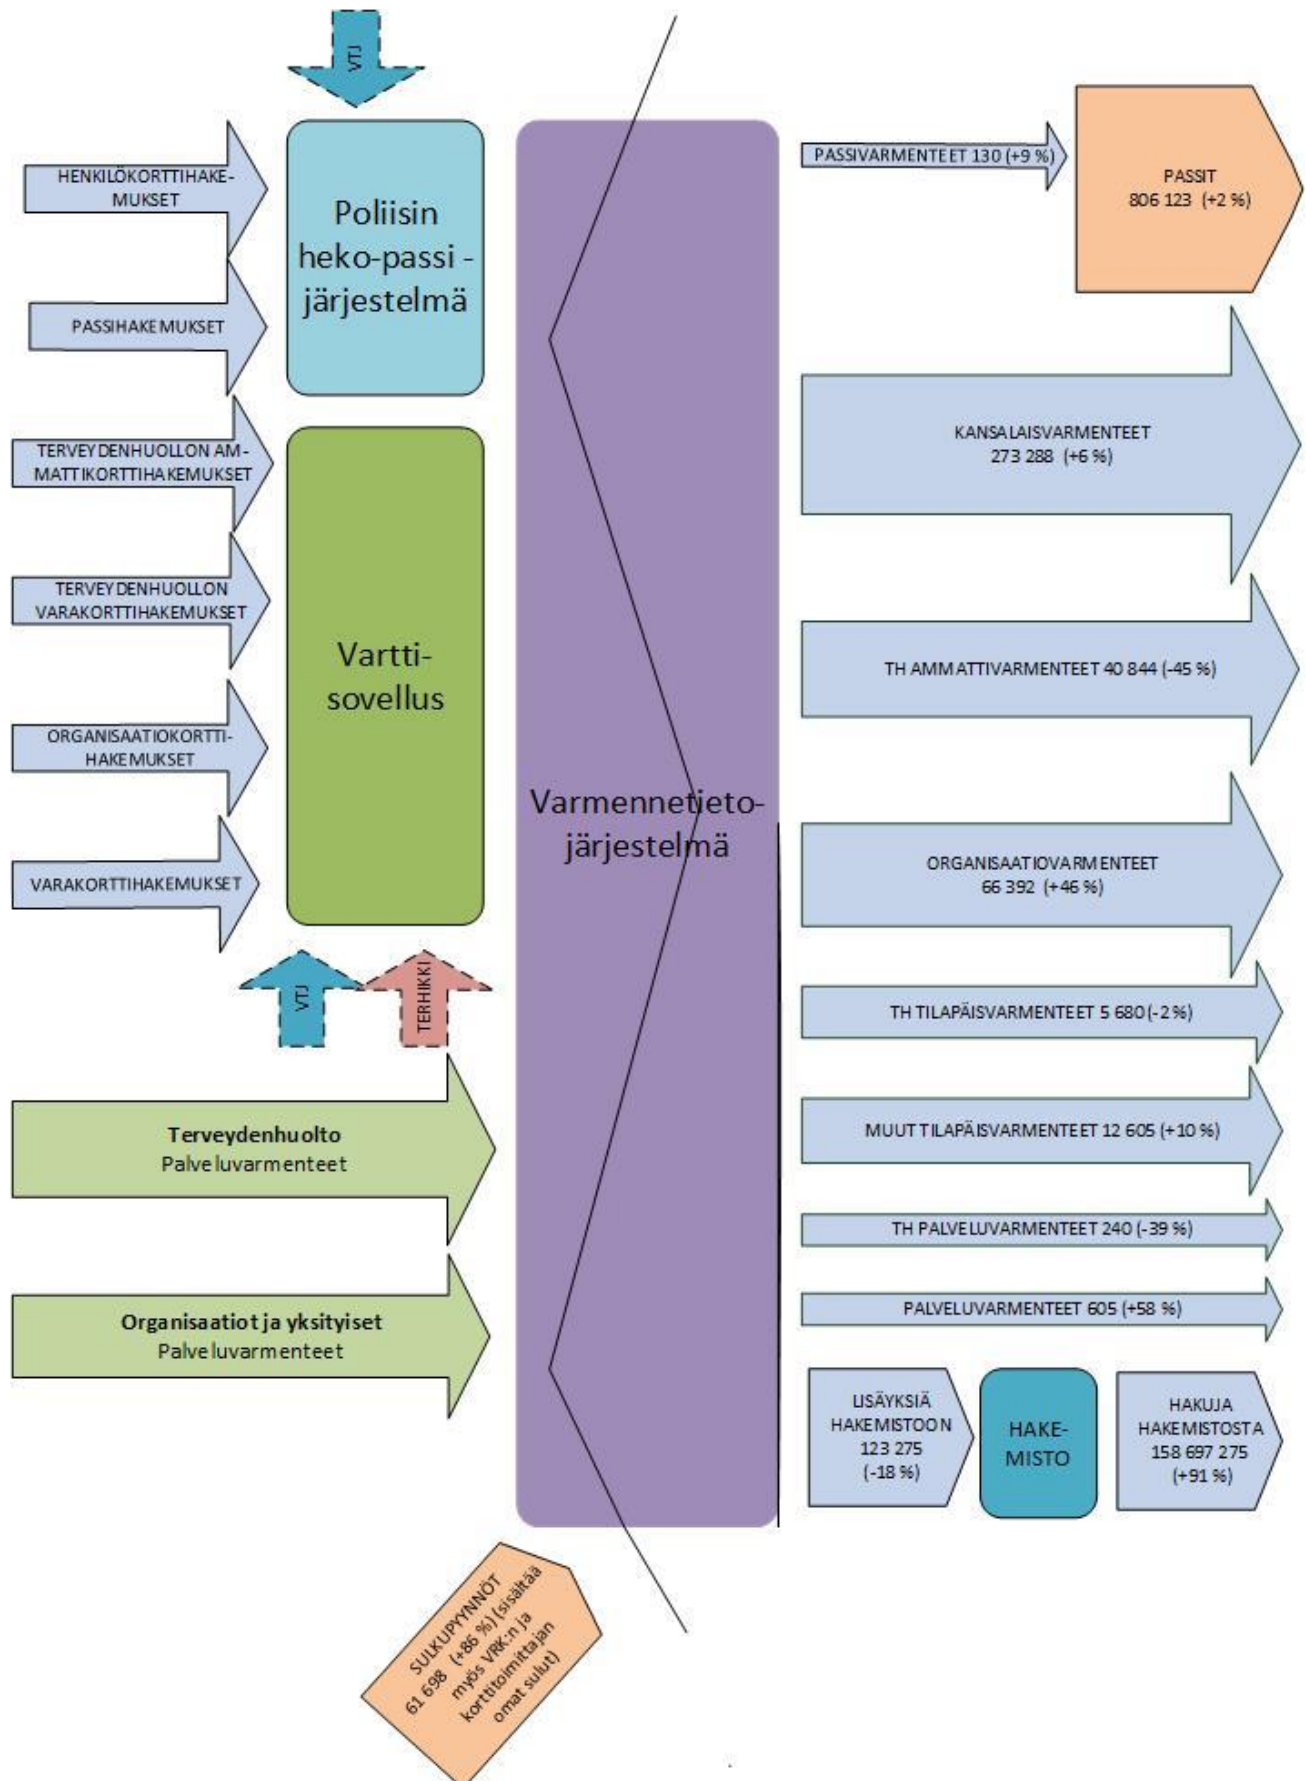 VTJ
HENKILÖKORTTIHAKE-
MUKSET
PASSIHAKEMUKSET
TERVEYDENHUOLLON AM-
MATTIKORTTIHAKEMUKSET
TERVEYDENHUOLLON
VARAKORTTIHAKEMUKSET
ORGANISAATIOKORTTI-
HAKEMUKSET
VARAKORTTIHAKEMUKSET
Poliisin
heko-passi -
järjestelmä
Vartti-
sovellus
VTJ
TERHIKKI
Terveydenhuolto
Palveluvarmenteet
Organisaatiot ja yksityiset
Palveluvarmenteet
Varmennetieto-
järjestelmä
SULKUPYYNNÖT
61 698 (+86 %) (sisältää
myös VRK:n ja
korttitoimittajan
omat sulut)
PASSIVARMENTEET 130 (+9 %)
PASSIT
806 123 (+2 %)
KANSALAISVARMENTEET
273 288 (+6 %)
TH AMMATTIVARMENTEET 40 844 (-45 %)
ORGANISAATIOVARMENTEET
66 392 (+46 %)
TH TILAPÄISVARMENTEET 5 680 (-2 %)
MUUT TILAPÄISVARMENTEET 12 605 (+10 %)
TH PALVELUVARMENTEET 240 (-39 %)
PALVELUVARMENTEET 605 (+58 %)
LISÄYKSIÄ
HAKEMISTOON
123 275
(-18 %)
HAKE-
MISTO
HAKUJA
HAKEMISTOSTA
158 697 275
(+91 %)